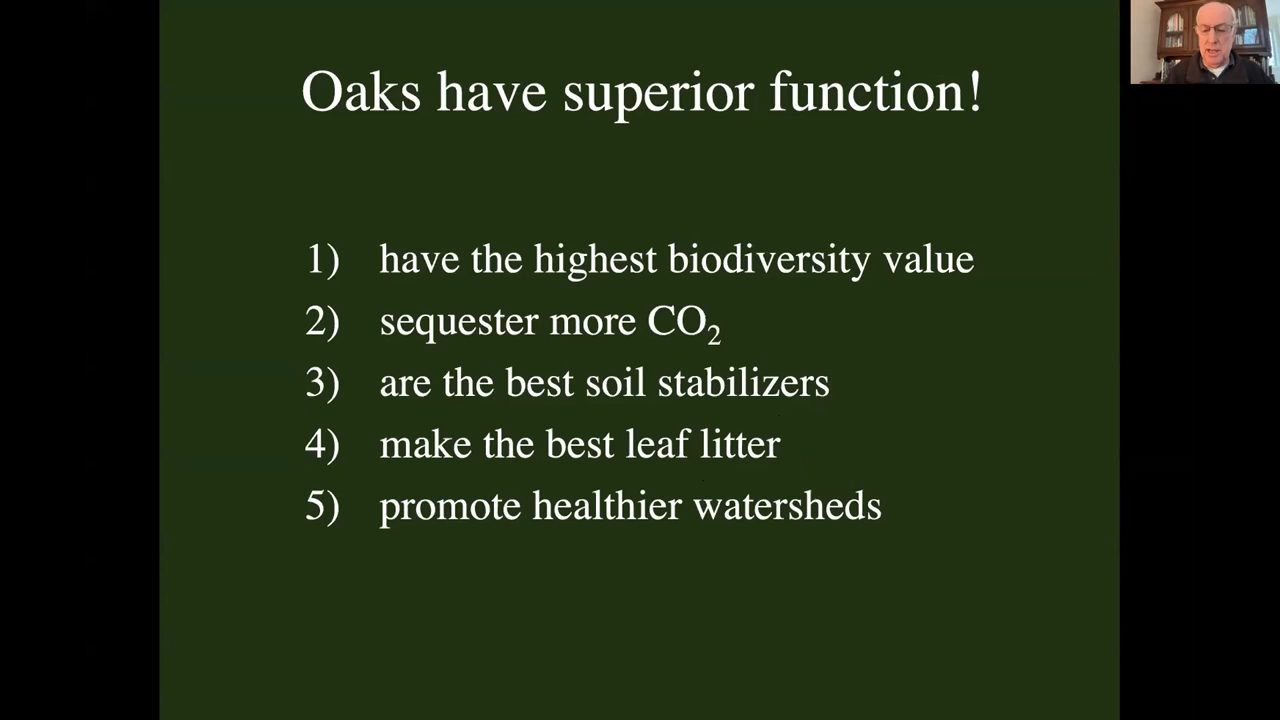 Oaks have superior function!
1) have the highest biodiversity value
2) sequester more CO₂
3) are the best soil stabilizers
4) make the best leaf litter
5) promote healthier watersheds